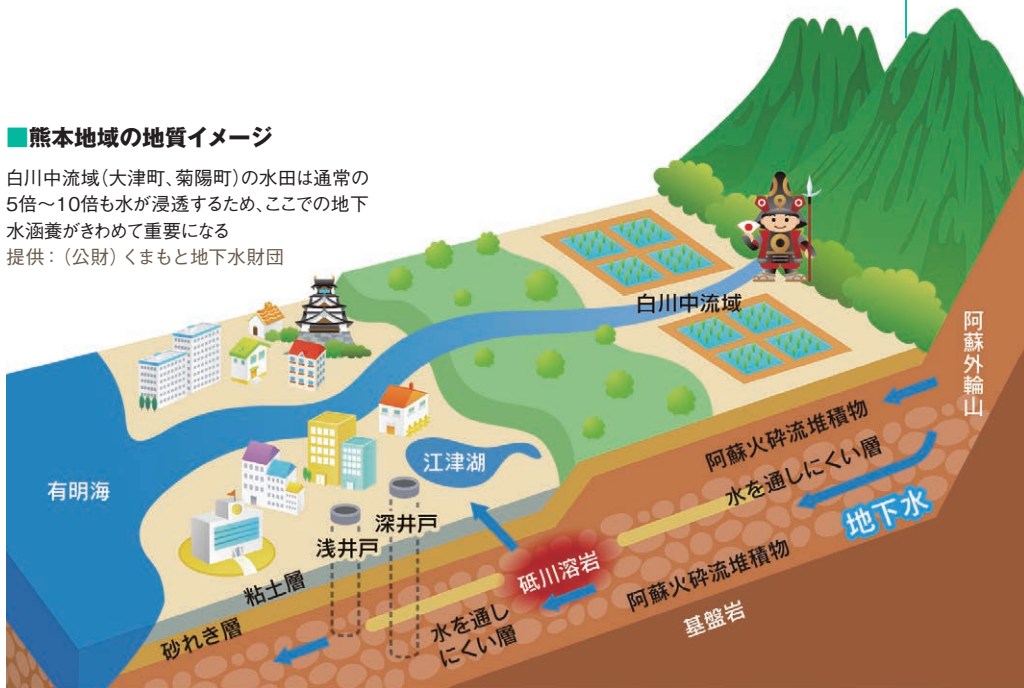 ■熊本地域の地質イメージ
白川中流域(大津町、菊陽町)の水田は通常の
5倍～10倍も水が浸透するため、ここでの地下
水涵養がきわめて重要になる
提供：(公財)くまもと地下水財団
白川中流域
阿蘇外輪山
阿蘇火砕流堆積物
水を通しにくい層
地下水
江津湖
有明海
深井戸
浅井戸
砥川溶岩
阿蘇火砕流堆積物
粘土層
水を通し
にくい層
基盤岩
砂れき層